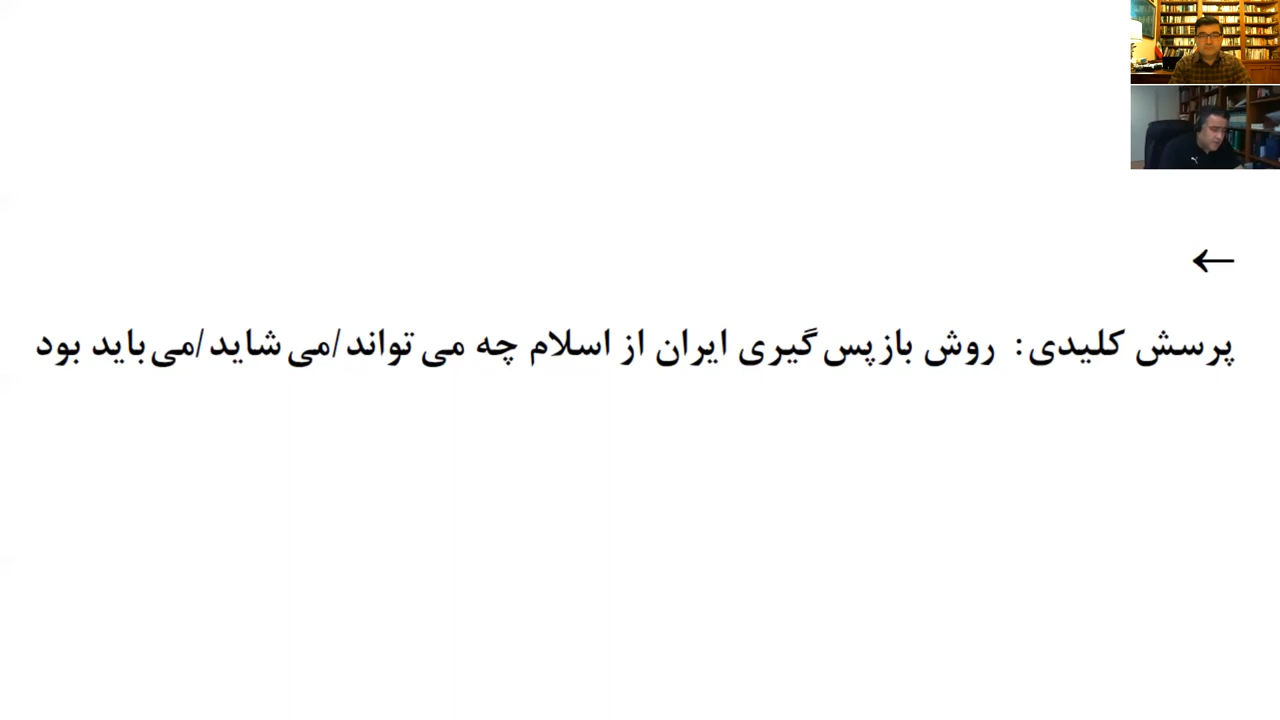 ←
پرسش کلیدی: روش بازپس‌گیری ایران از اسلام چه می تواند/می‌شاید/می‌باید بود